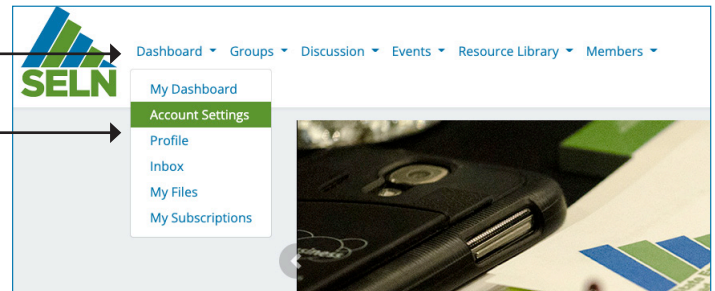 SELN
Dashboard Groups Discussion Events Resource Library Members
My Dashboard
Account Settings
Profile
Inbox
My Files
My Subscriptions